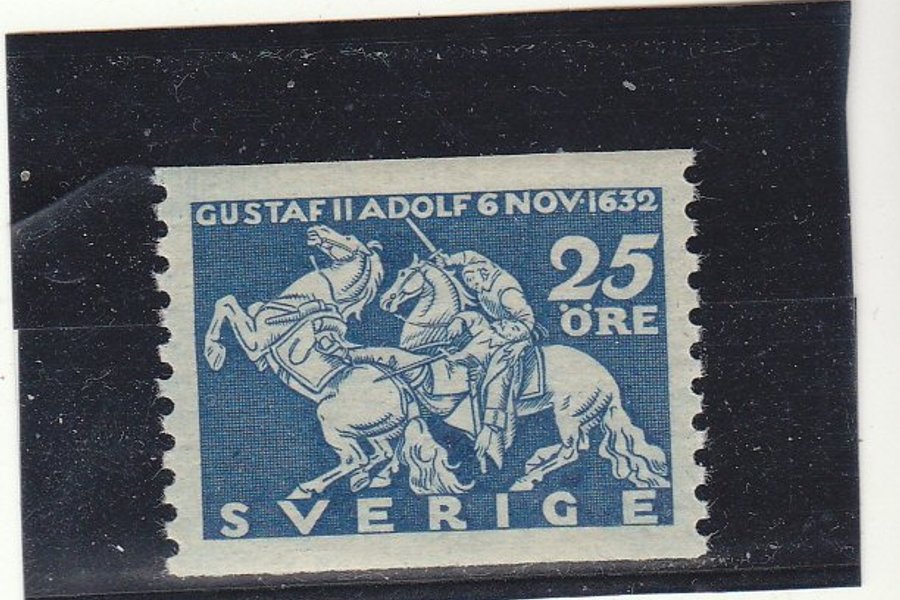 GUSTAF II ADOLF 6 NOV·1632
25
ÖRE
SVERIGE